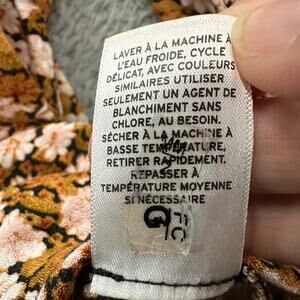 LAVER À LA MACHINE À
L'EAU FROIDE, CYCLE
DÉLICAT, AVEC COULEURS
SIMILAIRES UTILISER
SEULEMENT UN AGENT DE
BLANCHIMENT SANS
CHLORE, AU BESOIN.
SÉCHER À LA MACHINE À
BASSE TEMPÉRATURE,
RETIRER RAPIDEMENT.
REPASSER À
TEMPÉRATURE MOYENNE
SI NÉCESSAIRE